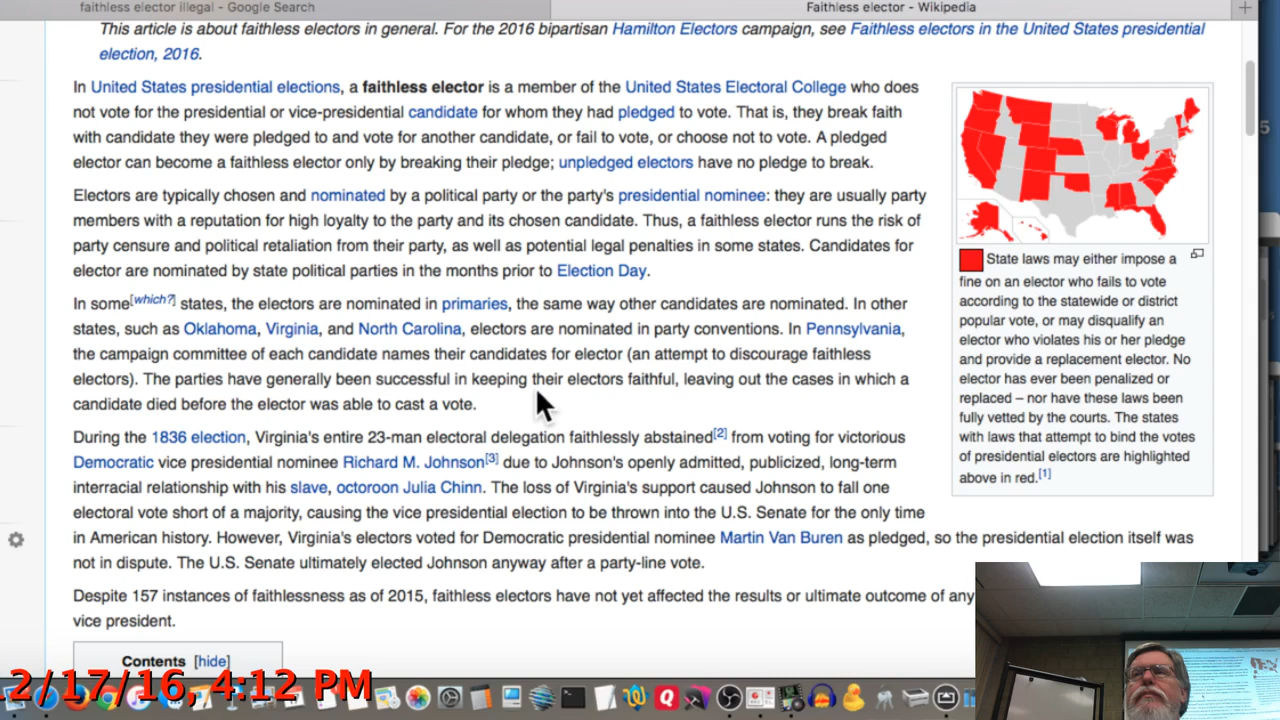 faithless elector illegal - Google Search
Faithless elector - Wikipedia
This article is about faithless electors in general. For the 2016 bipartisan Hamilton Electors campaign, see Faithless electors in the United States presidential
election, 2016.
In United States presidential elections, a faithless elector is a member of the United States Electoral College who does
not vote for the presidential or vice-presidential candidate for whom they had pledged to vote. That is, they break faith
with candidate they were pledged to and vote for another candidate, or fail to vote, or choose not to vote. A pledged
elector can become a faithless elector only by breaking their pledge; unpledged electors have no pledge to break.
Electors are typically chosen and nominated by a political party or the party's presidential nominee: they are usually party
members with a reputation for high loyalty to the party and its chosen candidate. Thus, a faithless elector runs the risk of
party censure and political retaliation from their party, as well as potential legal penalties in some states. Candidates for
elector are nominated by state political parties in the months prior to Election Day.
In some[which?] states, the electors are nominated in primaries, the same way other candidates are nominated. In other
states, such as Oklahoma, Virginia, and North Carolina, electors are nominated in party conventions. In Pennsylvania,
the campaign committee of each candidate names their candidates for elector (an attempt to discourage faithless
electors). The parties have generally been successful in keeping their electors faithful, leaving out the cases in which a
candidate died before the elector was able to cast a vote.
During the 1836 election, Virginia's entire 23-man electoral delegation faithlessly abstained[2] from voting for victorious
Democratic vice presidential nominee Richard M. Johnson[3] due to Johnson's openly admitted, publicized, long-term
interracial relationship with his slave, octoroon Julia Chinn. The loss of Virginia's support caused Johnson to fall one
electoral vote short of a majority, causing the vice presidential election to be thrown into the U.S. Senate for the only time
in American history. However, Virginia's electors voted for Democratic presidential nominee Martin Van Buren as pledged, so the presidential election itself was
not in dispute. The U.S. Senate ultimately elected Johnson anyway after a party-line vote.
Despite 157 instances of faithlessness as of 2015, faithless electors have not yet affected the results or ultimate outcome of any
vice president.
Contents [hide]
State laws may either impose a
fine on an elector who fails to vote
according to the statewide or district
popular vote, or may disqualify an
elector who violates his or her pledge
and provide a replacement elector. No
elector has ever been penalized or
replaced – nor have these laws been
fully vetted by the courts. The states
with laws that attempt to bind the votes
of presidential electors are highlighted
above in red.[1]
5
2/17/16, 4:12 PM